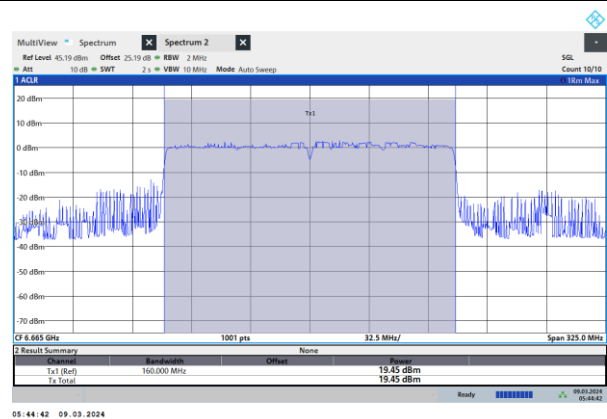 MultiView Spectrum X Spectrum 2 X
Ref Level 45.19 dBm Offset 25.19 dB RBW 2 MHz SGL
Att 10 dB SWT 2 s VBW 10 MHz Mode Auto Sweep Count 10/10
1 ACLR 1Rm Max
20 dBm
Tx1
10 dBm
0 dBm
-10 dBm
-20 dBm
-30 dBm
-40 dBm
-50 dBm
-60 dBm
-70 dBm
CF 6.665 GHz 1001 pts 32.5 MHz/ Span 325.0 MHz
2 Result Summary None
Channel Bandwidth Offset Power
Tx1 (Ref) 160.000 MHz 19.45 dBm
Tx Total 19.45 dBm
Ready 09.03.2024
05:44:42
05:44:42 09.03.2024